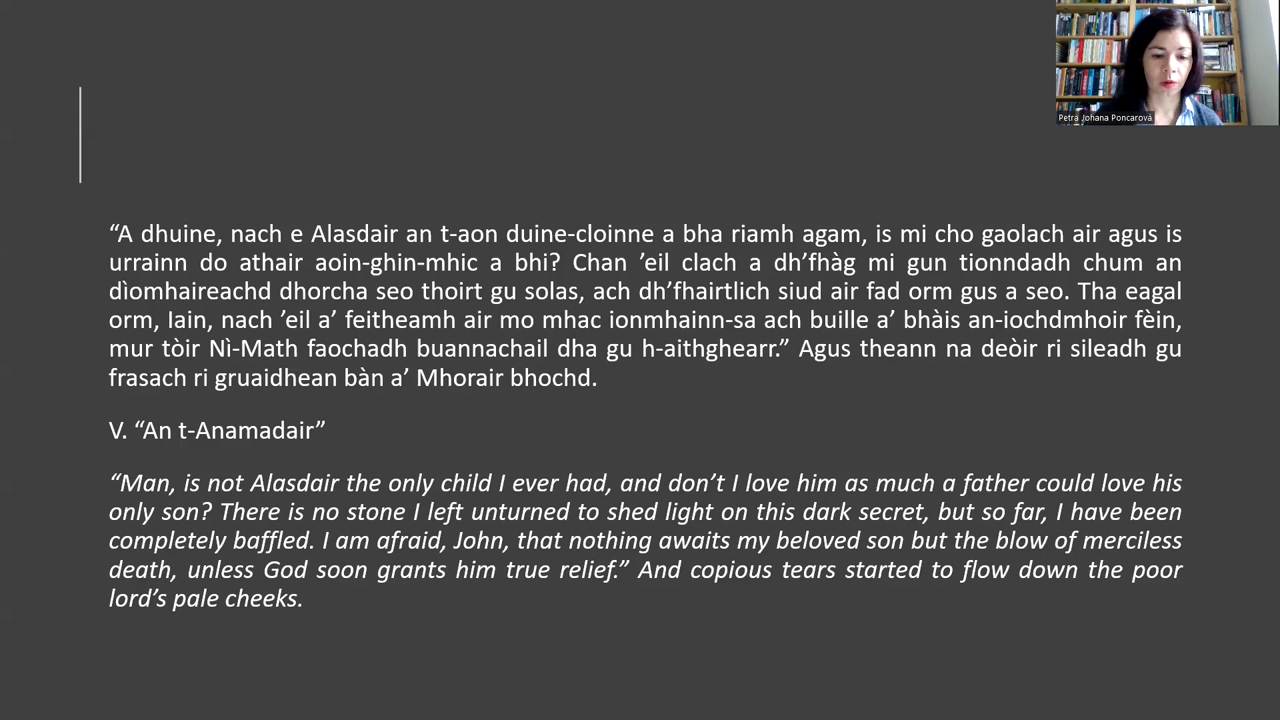 Petra Johana Poncarová
“A dhuine, nach e Alasdair an t-aon duine-cloinne a bha riamh agam, is mi cho gaolach air agus is
urrainn do athair aoin-ghin-mhic a bhi? Chan ’eil clach a dh’fhàg mi gun tionndadh chum an
dìomhaireachd dhorcha seo thoirt gu solas, ach dh’fhairtlich siud air fad orm gus a seo. Tha eagal
orm, Iain, nach ’eil a’ feitheamh air mo mhac ionmhainn-sa ach buille a’ bhàis an-iochdmhoir fèin,
mur tòir Nì-Math faochadh buannachail dha gu h-aithghearr.” Agus theann na deòir ri sileadh gu
frasach ri gruaidhean bàn a’ Mhorair bhochd.
V. “An t-Anamadair”
“Man, is not Alasdair the only child I ever had, and don’t I love him as much a father could love his
only son? There is no stone I left unturned to shed light on this dark secret, but so far, I have been
completely baffled. I am afraid, John, that nothing awaits my beloved son but the blow of merciless
death, unless God soon grants him true relief.” And copious tears started to flow down the poor
lord’s pale cheeks.